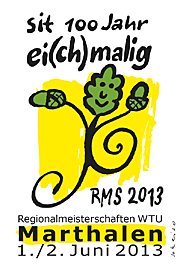 sit 100 Jahr
ei(ch)malig
RMS 2013
Regionalmeisterschaften WTU
Marthalen
1./2. Juni 2013